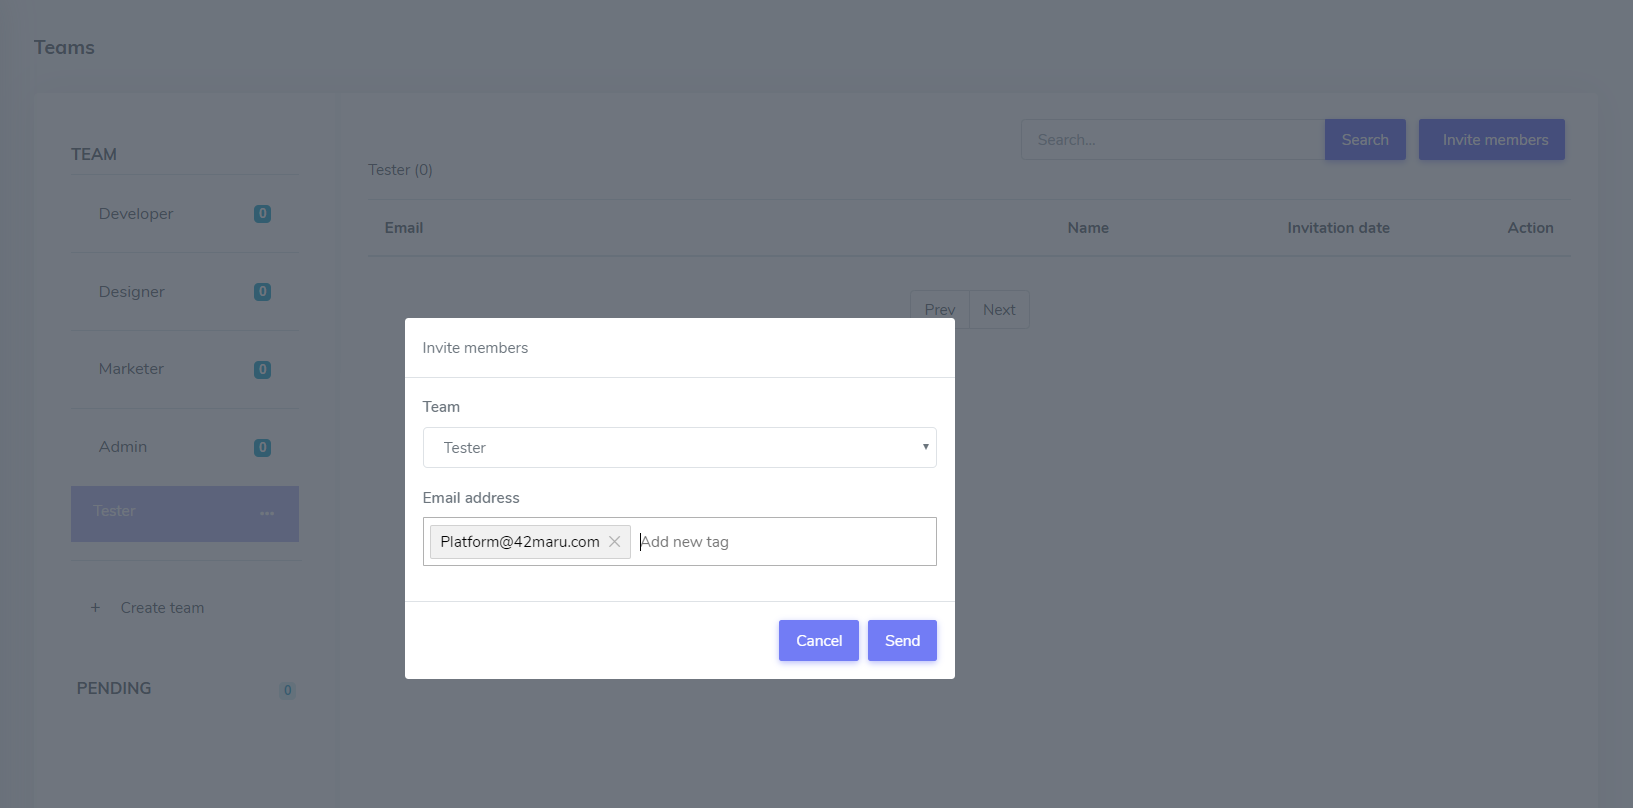 Teams
TEAM
Developer 0
Designer 0
Marketer 0
Admin 0
Tester ...
+ Create team
PENDING 0
Search... Search Invite members
Tester (0)
Email Name Invitation date Action
Prev Next
Invite members
Team
Tester
Email address
Platform@42maru.com × Add new tag
Cancel Send